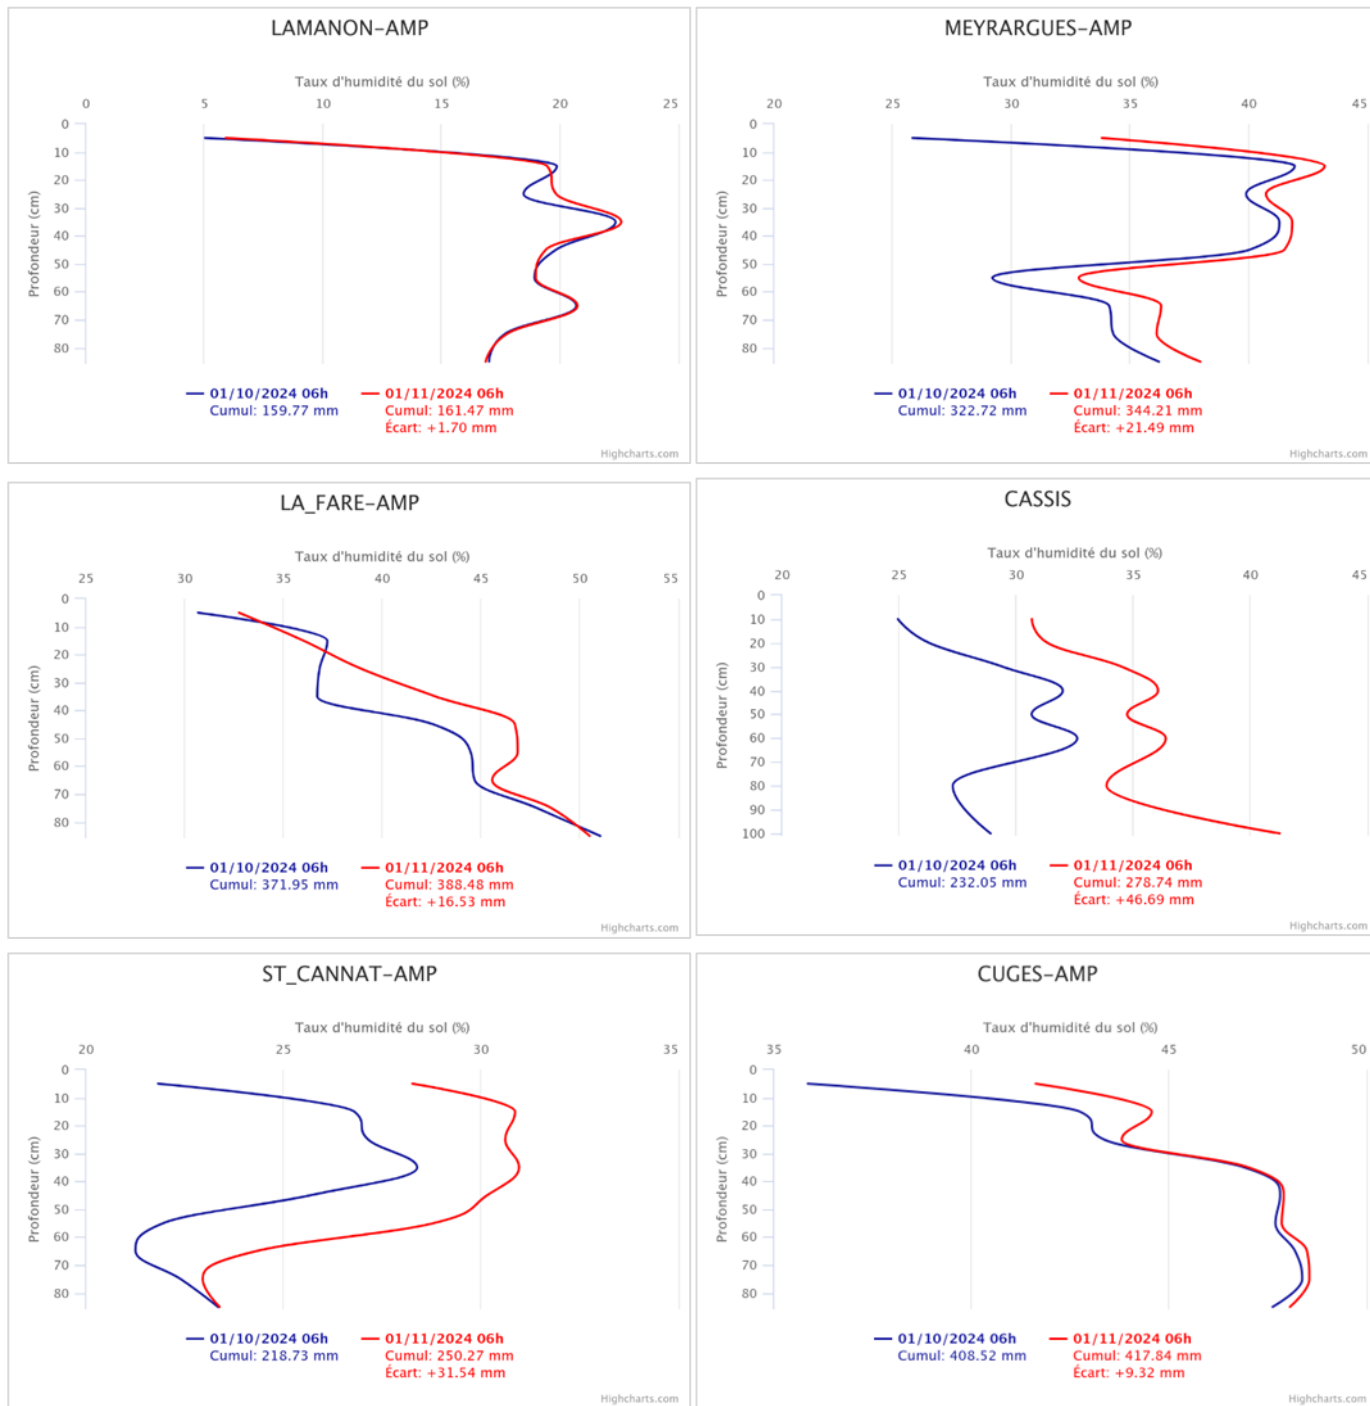 LAMANON-AMP
Taux d'humidité du sol (%)
0 5 10 15 20 25
Profondeur (cm)
0
10
20
30
40
50
60
70
80
01/10/2024 06h
Cumul: 159.77 mm
01/11/2024 06h
Cumul: 161.47 mm
Écart: +1.70 mm
Highcharts.com
MEYRARGUES-AMP
Taux d'humidité du sol (%)
20 25 30 35 40 45
Profondeur (cm)
0
10
20
30
40
50
60
70
80
01/10/2024 06h
Cumul: 322.72 mm
01/11/2024 06h
Cumul: 344.21 mm
Écart: +21.49 mm
Highcharts.com
LA_FARE-AMP
Taux d'humidité du sol (%)
25 30 35 40 45 50 55
Profondeur (cm)
0
10
20
30
40
50
60
70
80
01/10/2024 06h
Cumul: 371.95 mm
01/11/2024 06h
Cumul: 388.48 mm
Écart: +16.53 mm
Highcharts.com
CASSIS
Taux d'humidité du sol (%)
20 25 30 35 40 45
Profondeur (cm)
0
10
20
30
40
50
60
70
80
90
100
01/10/2024 06h
Cumul: 232.05 mm
01/11/2024 06h
Cumul: 278.74 mm
Écart: +46.69 mm
Highcharts.com
ST_CANNAT-AMP
Taux d'humidité du sol (%)
20 25 30 35
Profondeur (cm)
0
10
20
30
40
50
60
70
80
01/10/2024 06h
Cumul: 218.73 mm
01/11/2024 06h
Cumul: 250.27 mm
Écart: +31.54 mm
Highcharts.com
CUGES-AMP
Taux d'humidité du sol (%)
35 40 45 50
Profondeur (cm)
0
10
20
30
40
50
60
70
80
01/10/2024 06h
Cumul: 408.52 mm
01/11/2024 06h
Cumul: 417.84 mm
Écart: +9.32 mm
Highcharts.com